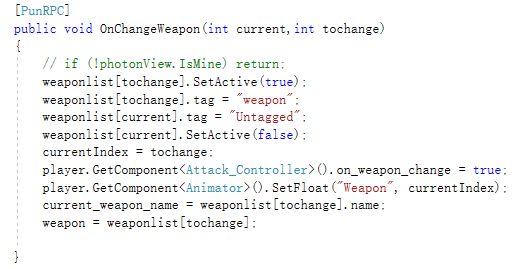 [PunRPC]
public void OnChangeWeapon(int current,int tochange)
{
// if (!photonView.IsMine) return;
weaponlist[tochange].SetActive(true);
weaponlist[tochange].tag = "weapon";
weaponlist[current].tag = "Untagged";
weaponlist[current].SetActive(false);
currentIndex = tochange;
player.GetComponent<Attack_Controller>().on_weapon_change = true;
player.GetComponent<Animator>().SetFloat("Weapon", currentIndex);
current_weapon_name = weaponlist[tochange].name;
weapon = weaponlist[tochange];
}